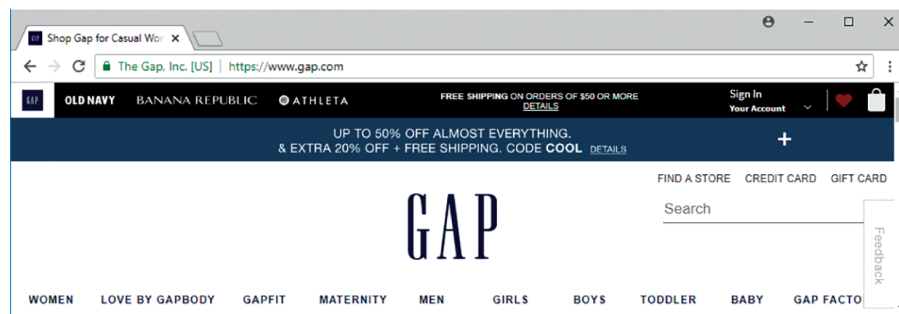 GAP Shop Gap for Casual Wor
The Gap, Inc. [US] | https://www.gap.com
GAP OLD NAVY BANANA REPUBLIC ATHLETA FREE SHIPPING ON ORDERS OF $50 OR MORE Sign In
DETAILS Your Account
UP TO 50% OFF ALMOST EVERYTHING.
& EXTRA 20% OFF + FREE SHIPPING. CODE COOL DETAILS
FIND A STORE CREDIT CARD GIFT CARD
Search
GAP
Feedback
WOMEN LOVE BY GAPBODY GAPFIT MATERNITY MEN GIRLS BOYS TODDLER BABY GAP FACTO